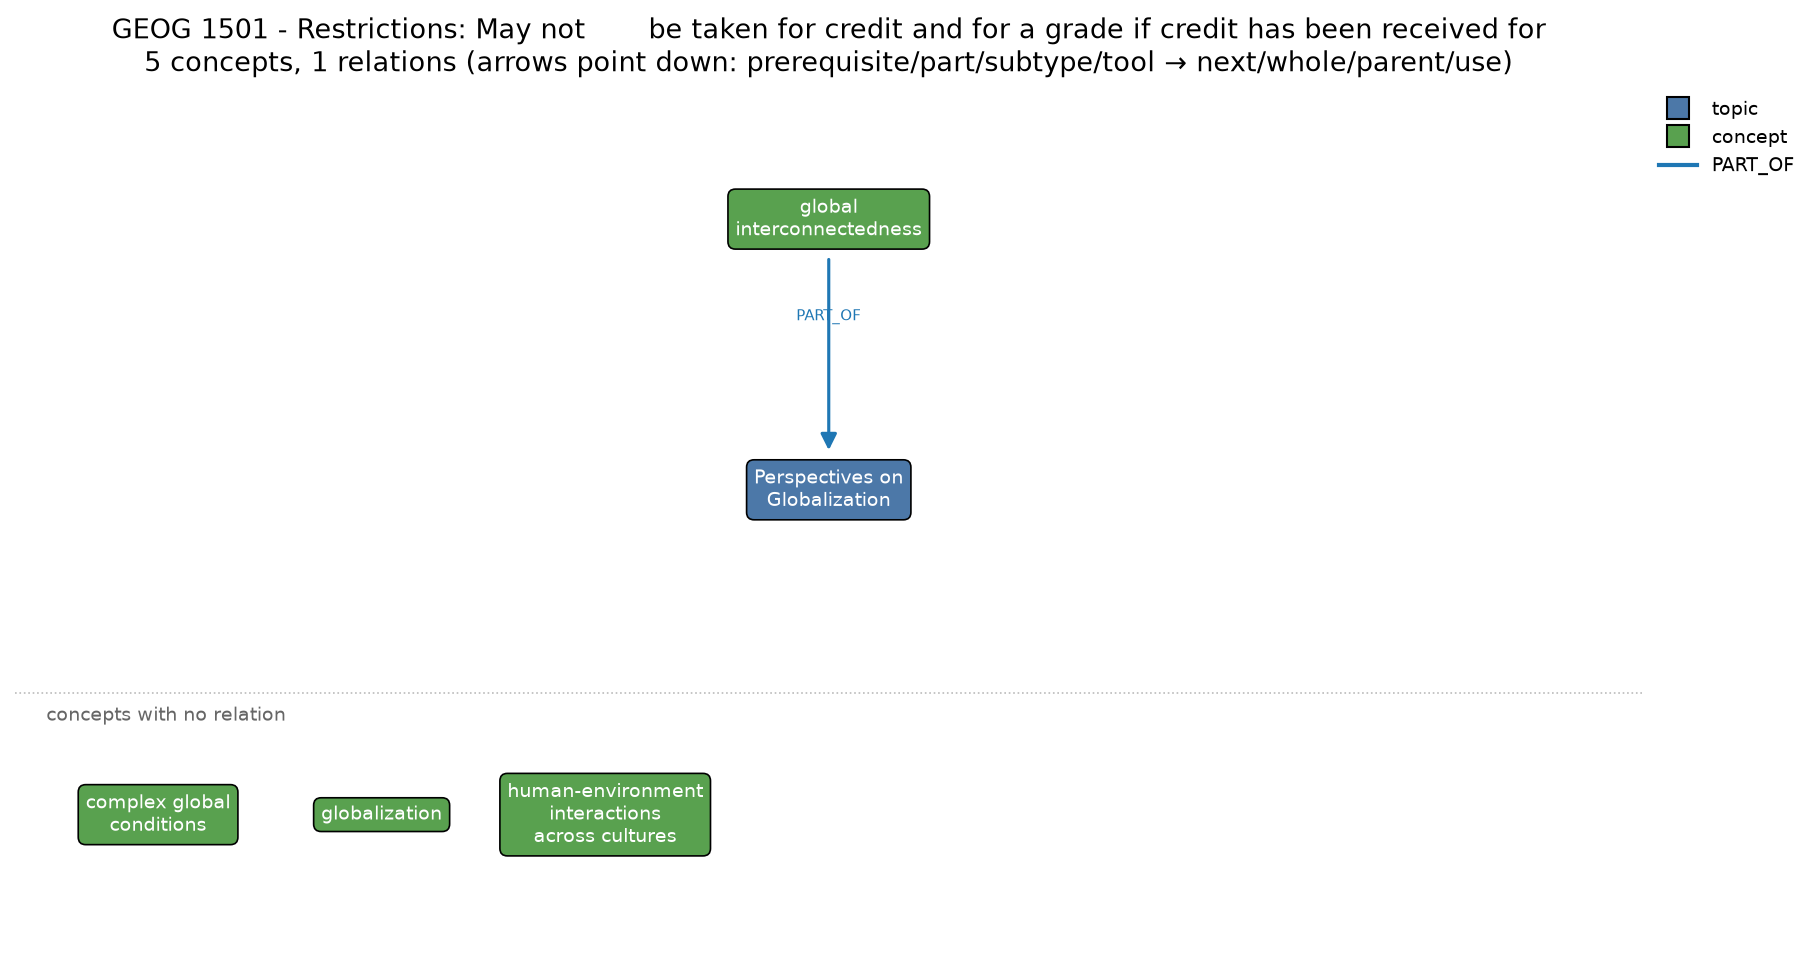 GEOG 1501 - Restrictions: May not       be taken for credit and for a grade if credit has been received for
5 concepts, 1 relations (arrows point down: prerequisite/part/subtype/tool → next/whole/parent/use)
topic
concept
PART_OF
global
interconnectedness
PART_OF
Perspectives on
Globalization
concepts with no relation
complex global
conditions
globalization
human-environment
interactions
across cultures